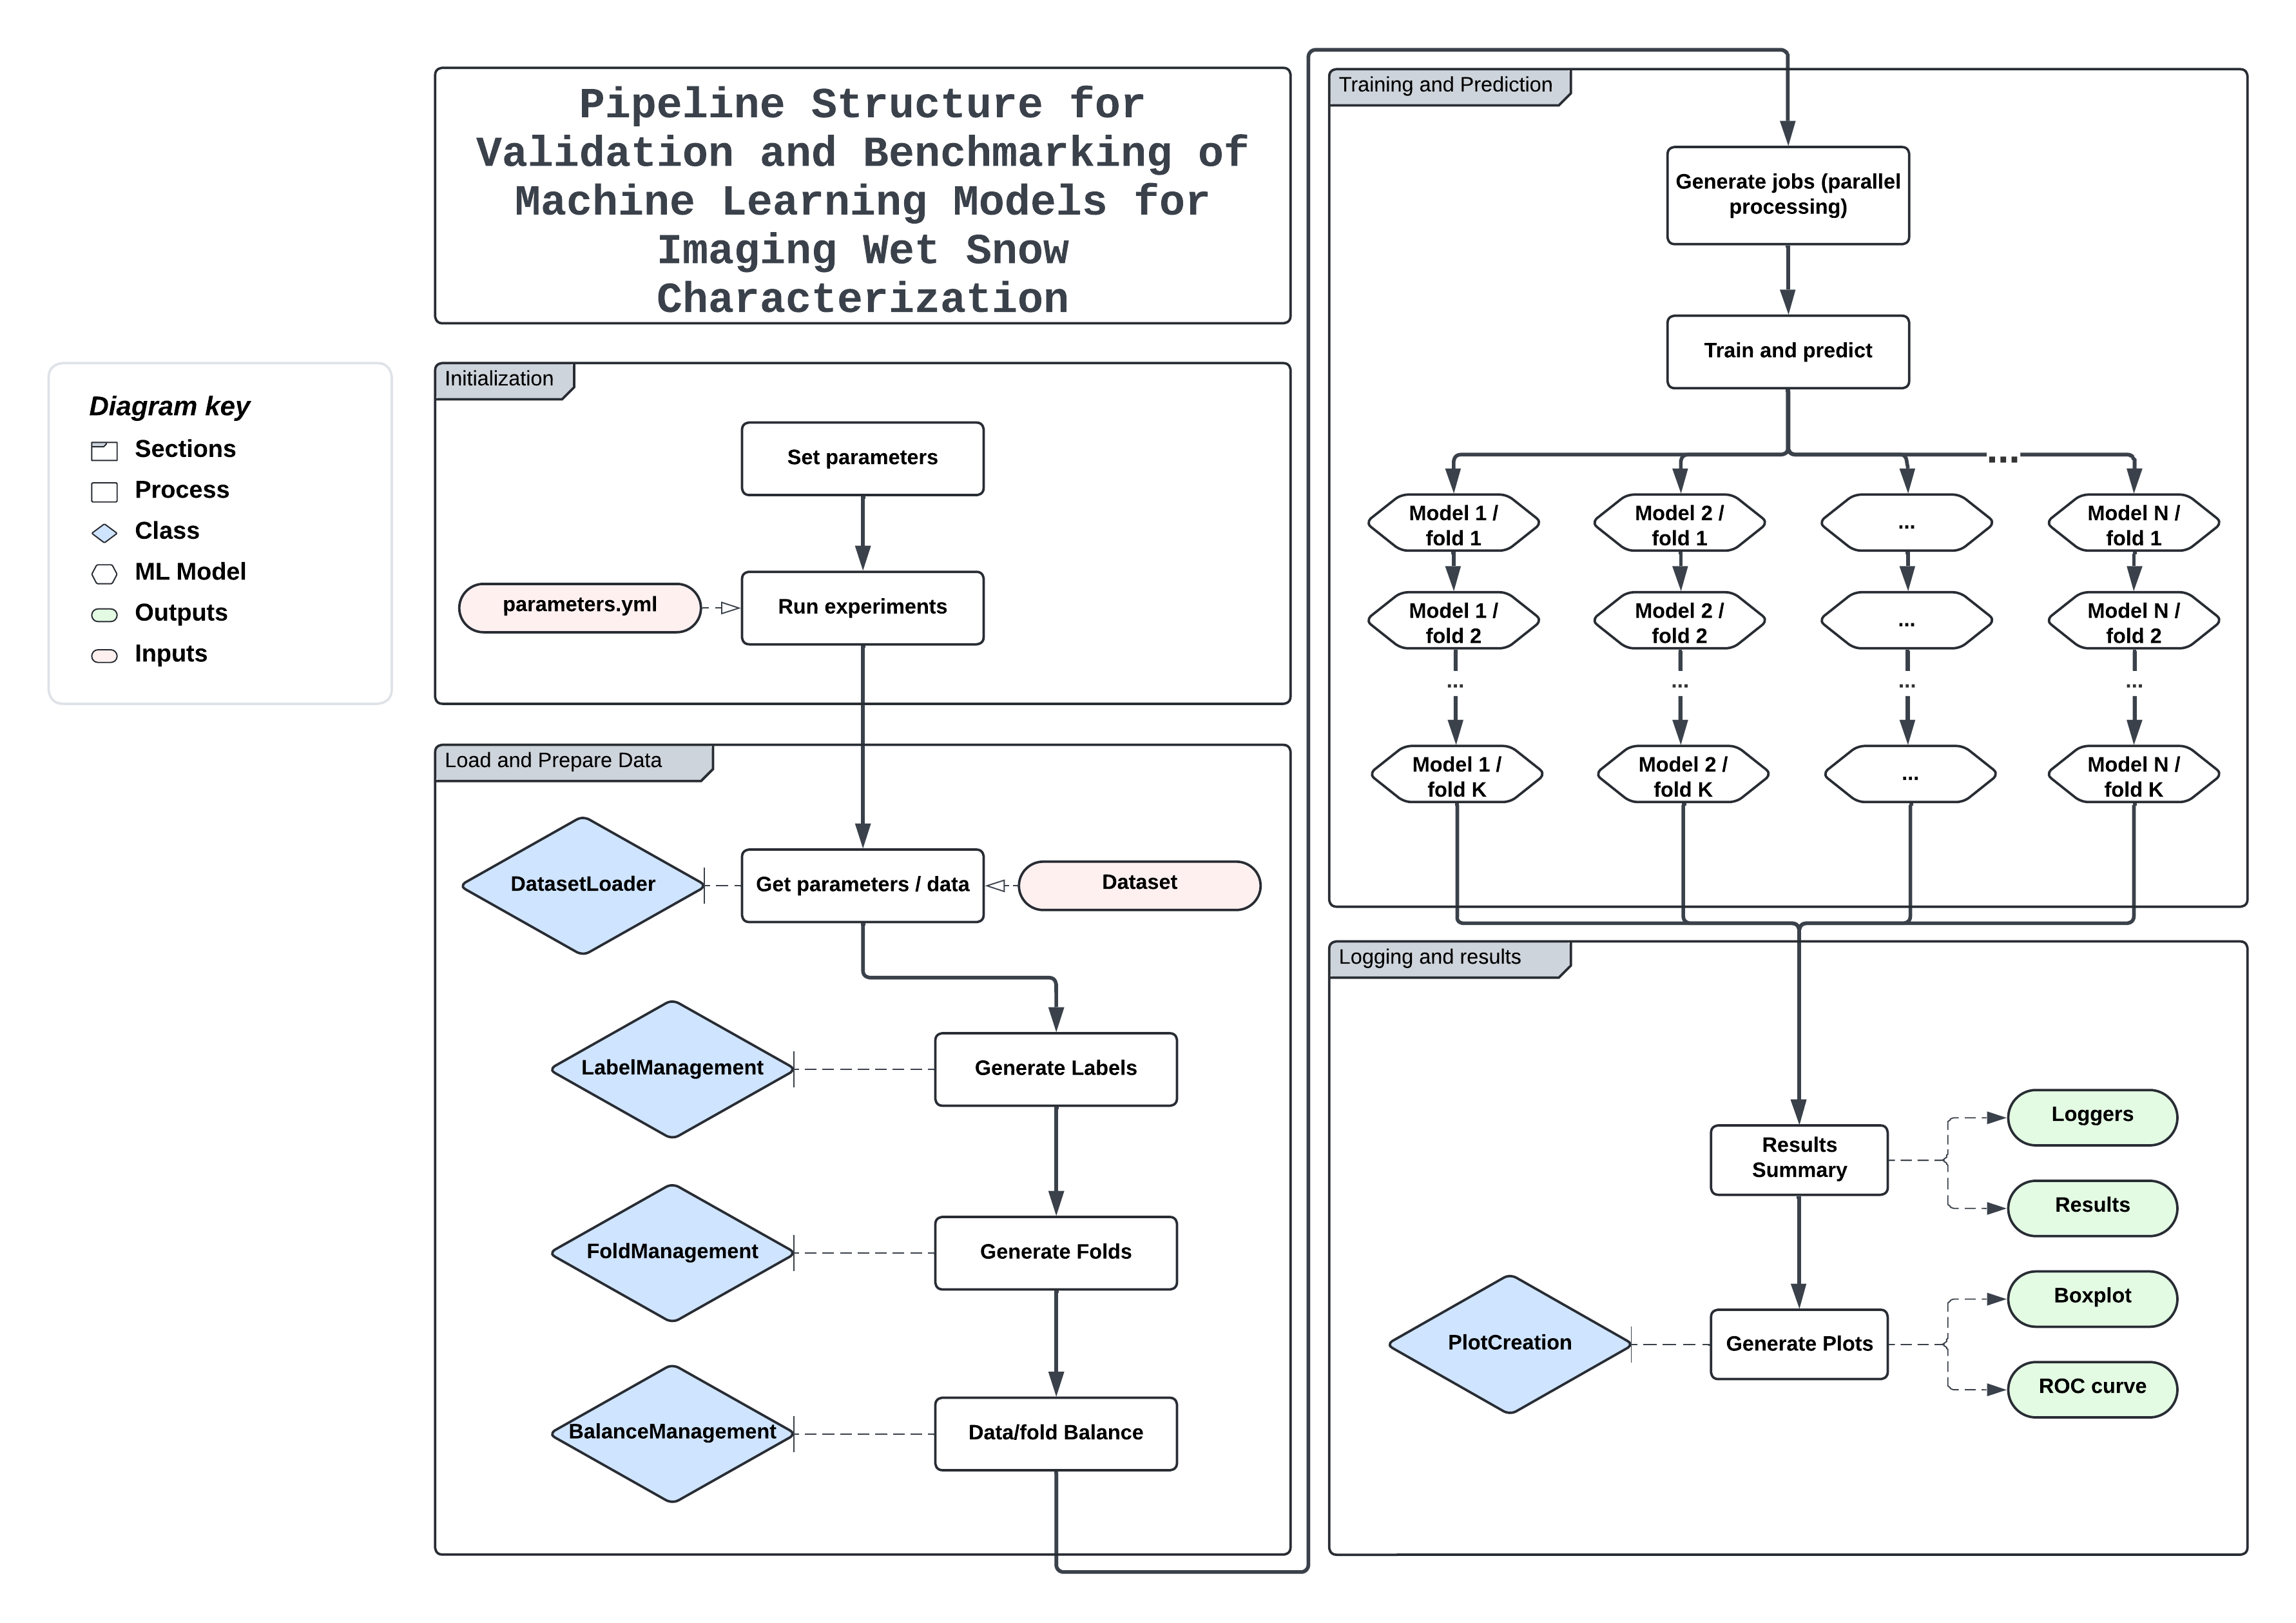 Pipeline Structure for
Validation and Benchmarking of
Machine Learning Models for
Imaging Wet Snow
Characterization
Diagram key
Sections
Process
Class
ML Model
Outputs
Inputs
Initialization
Set parameters
parameters.yml
Run experiments
Load and Prepare Data
DatasetLoader
Get parameters / data
Dataset
LabelManagement
Generate Labels
FoldManagement
Generate Folds
BalanceManagement
Data/fold Balance
Training and Prediction
Generate jobs (parallel
processing)
Train and predict
...
Model 1 /
fold 1
Model 2 /
fold 1
...
Model N /
fold 1
Model 1 /
fold 2
Model 2 /
fold 2
...
Model N /
fold 2
...
...
...
...
Model 1 /
fold K
Model 2 /
fold K
...
Model N /
fold K
Logging and results
Results
Summary
Loggers
Results
PlotCreation
Generate Plots
Boxplot
ROC curve